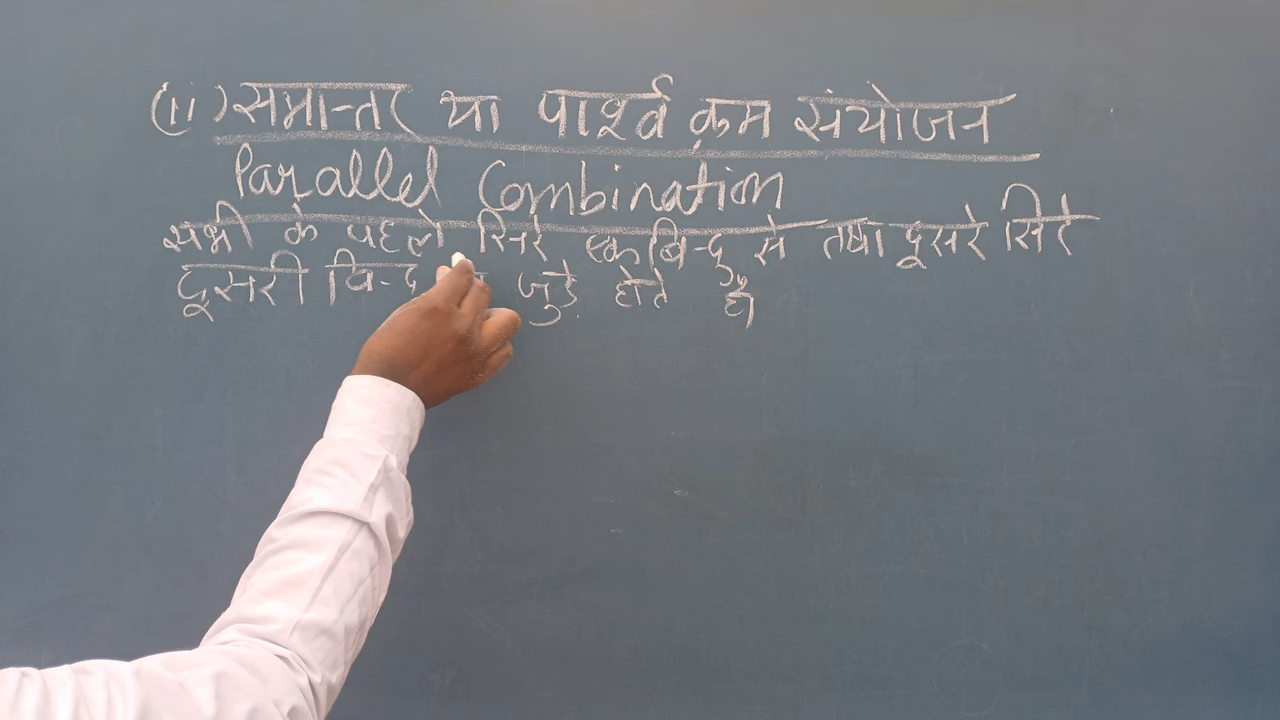 (ii) समान्तर या पार्श्व क्रम संयोजन
Parallel Combination
सभी के पहले सिरे एक बिन्दु से तथा दूसरे सिरे
दूसरी बिन्दु जुड़े होते है